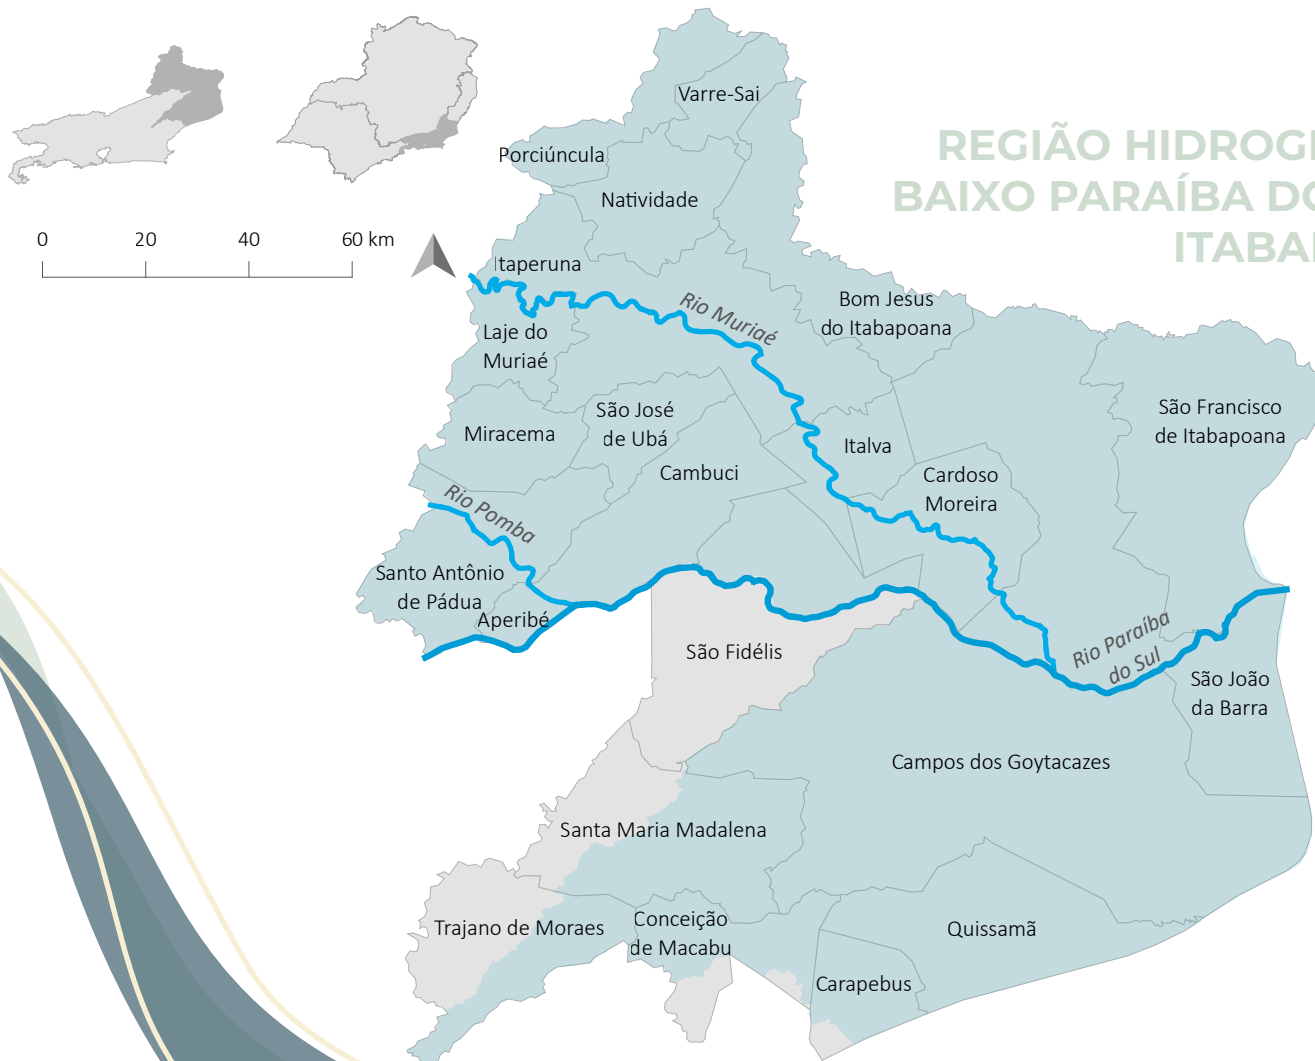 REGIÃO HIDROG
BAIXO PARAÍBA DO
ITABA
0 20 40 60 km
Varre-Sai
Porciúncula
Natividade
Itaperuna
Rio Muriaé
Bom Jesus
do Itabapoana
Laje do
Muriaé
São José
de Ubá
Miracema
São Francisco
de Itabapoana
Italva
Cambuci
Cardoso
Moreira
Rio Pomba
Santo Antônio
de Pádua
Aperibé
São Fidélis
Rio Paraíba
do Sul
São João
da Barra
Campos dos Goytacazes
Santa Maria Madalena
Trajano de Moraes
Conceição
de Macabu
Quissamã
Carapebus